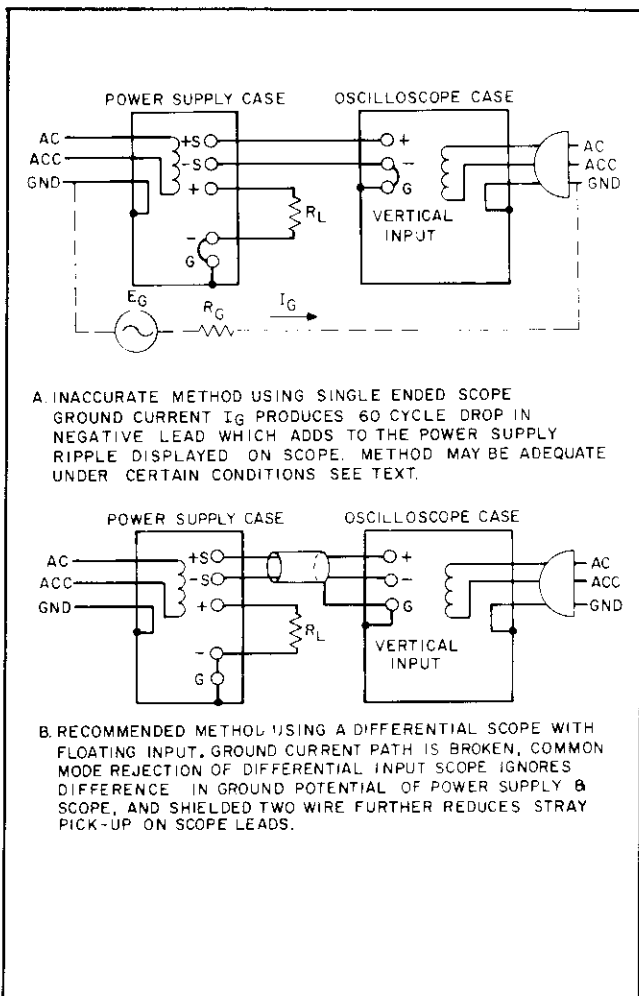 POWER SUPPLY CASE
OSCILLOSCOPE CASE
AC
ACC
GND
+S
-S
+
-
G
RL
+
-
G
VERTICAL
INPUT
AC
ACC
GND
EG
RG
IG
A. INACCURATE METHOD USING SINGLE ENDED SCOPE
GROUND CURRENT IG PRODUCES 60 CYCLE DROP IN
NEGATIVE LEAD WHICH ADDS TO THE POWER SUPPLY
RIPPLE DISPLAYED ON SCOPE. METHOD MAY BE ADEQUATE
UNDER CERTAIN CONDITIONS SEE TEXT.
POWER SUPPLY CASE
OSCILLOSCOPE CASE
AC
ACC
GND
+S
-S
+
-
G
RL
+
-
G
VERTICAL
INPUT
AC
ACC
GND
B. RECOMMENDED METHOD USING A DIFFERENTIAL SCOPE WITH
FLOATING INPUT. GROUND CURRENT PATH IS BROKEN, COMMON
MODE REJECTION OF DIFFERENTIAL INPUT SCOPE IGNORES
DIFFERENCE IN GROUND POTENTIAL OF POWER SUPPLY &
SCOPE, AND SHIELDED TWO WIRE FURTHER REDUCES STRAY
PICK-UP ON SCOPE LEADS.